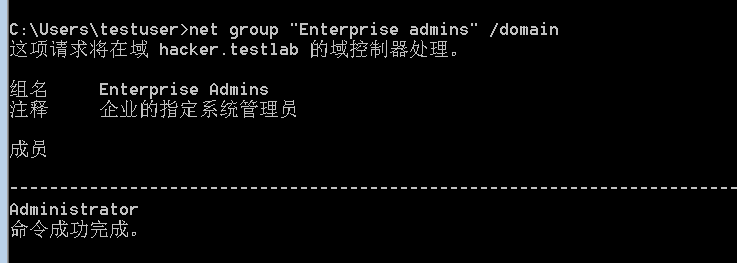 C:\Users\testuser>net group "Enterprise admins" /domain
这项请求将在域 hacker.testlab 的域控制器处理。
组名     Enterprise Admins
注释     企业的指定系统管理员
成员
-------------------------------------------------------------------------------
Administrator
命令成功完成。